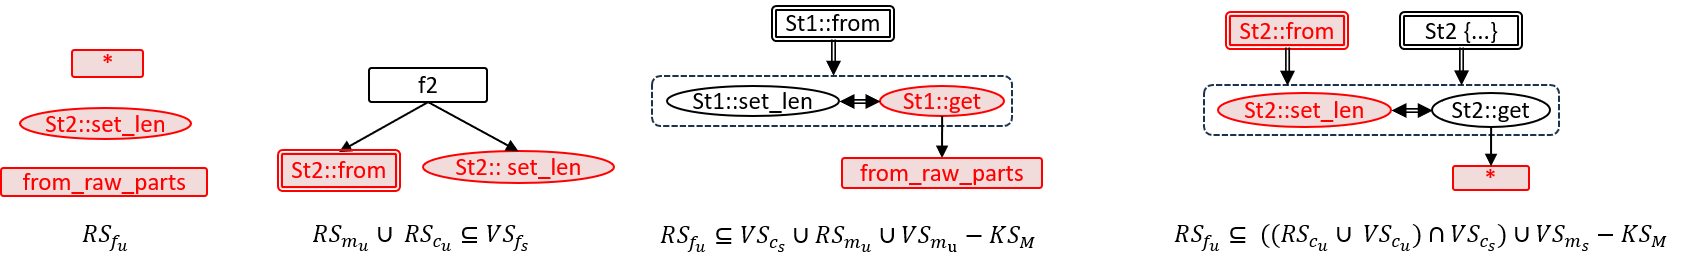 *
St2::set_len
from_raw_parts
RS_{f_u}
f2
St2::from
St2:: set_len
RS_{m_u} ∪ RS_{c_u} ⊆ VS_{f_s}
St1::from
St1::set_len
St1::get
from_raw_parts
RS_{f_u} ⊆ VS_{c_s} ∪ RS_{m_u} ∪ VS_{m_u} − KS_M
St2::from
St2 {...}
St2::set_len
St2::get
*
RS_{f_u} ⊆ ((RS_{c_u} ∪ VS_{c_u}) ∩ VS_{c_s}) ∪ VS_{m_s} − KS_M